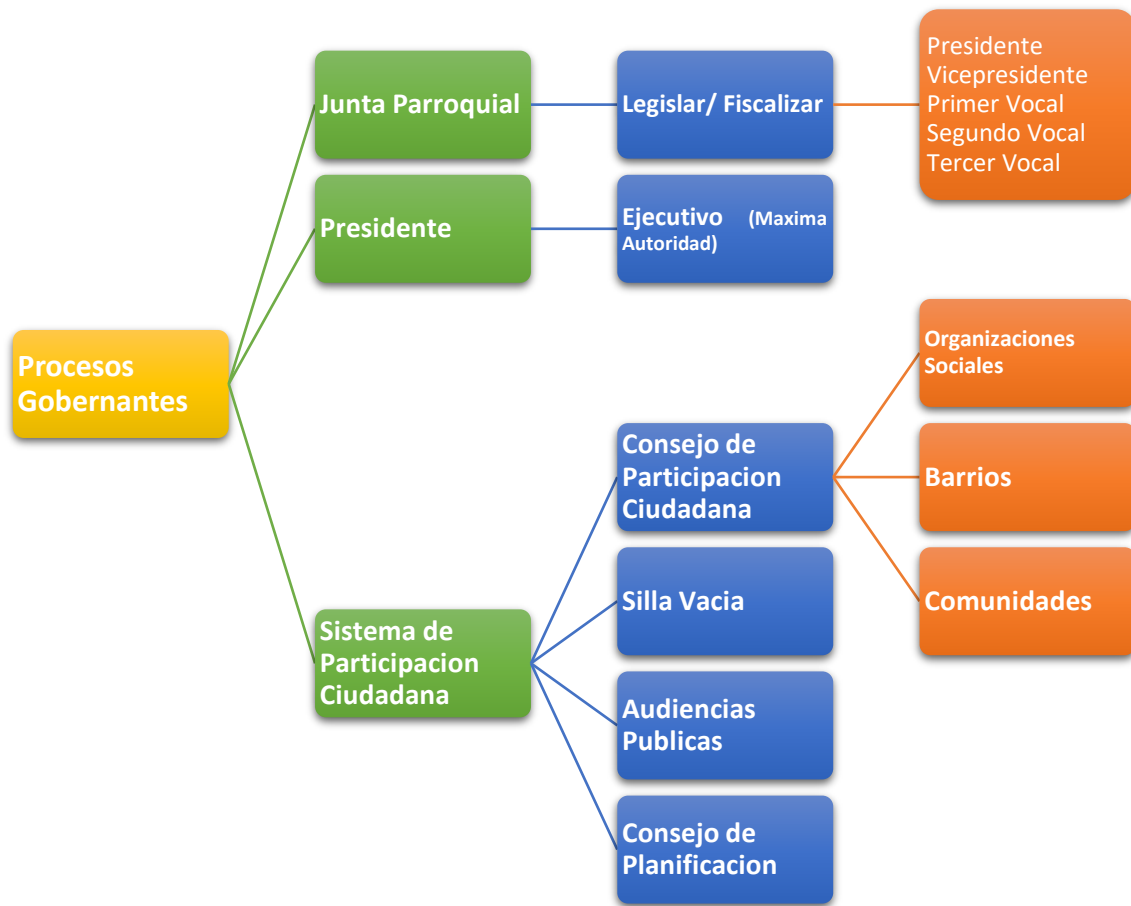 Procesos
Gobernantes
Junta Parroquial
Legislar/ Fiscalizar
Presidente
Vicepresidente
Primer Vocal
Segundo Vocal
Tercer Vocal
Presidente
Ejecutivo (Maxima
Autoridad)
Sistema de
Participacion
Ciudadana
Consejo de
Participacion
Ciudadana
Organizaciones
Sociales
Barrios
Comunidades
Silla Vacia
Audiencias
Publicas
Consejo de
Planificacion